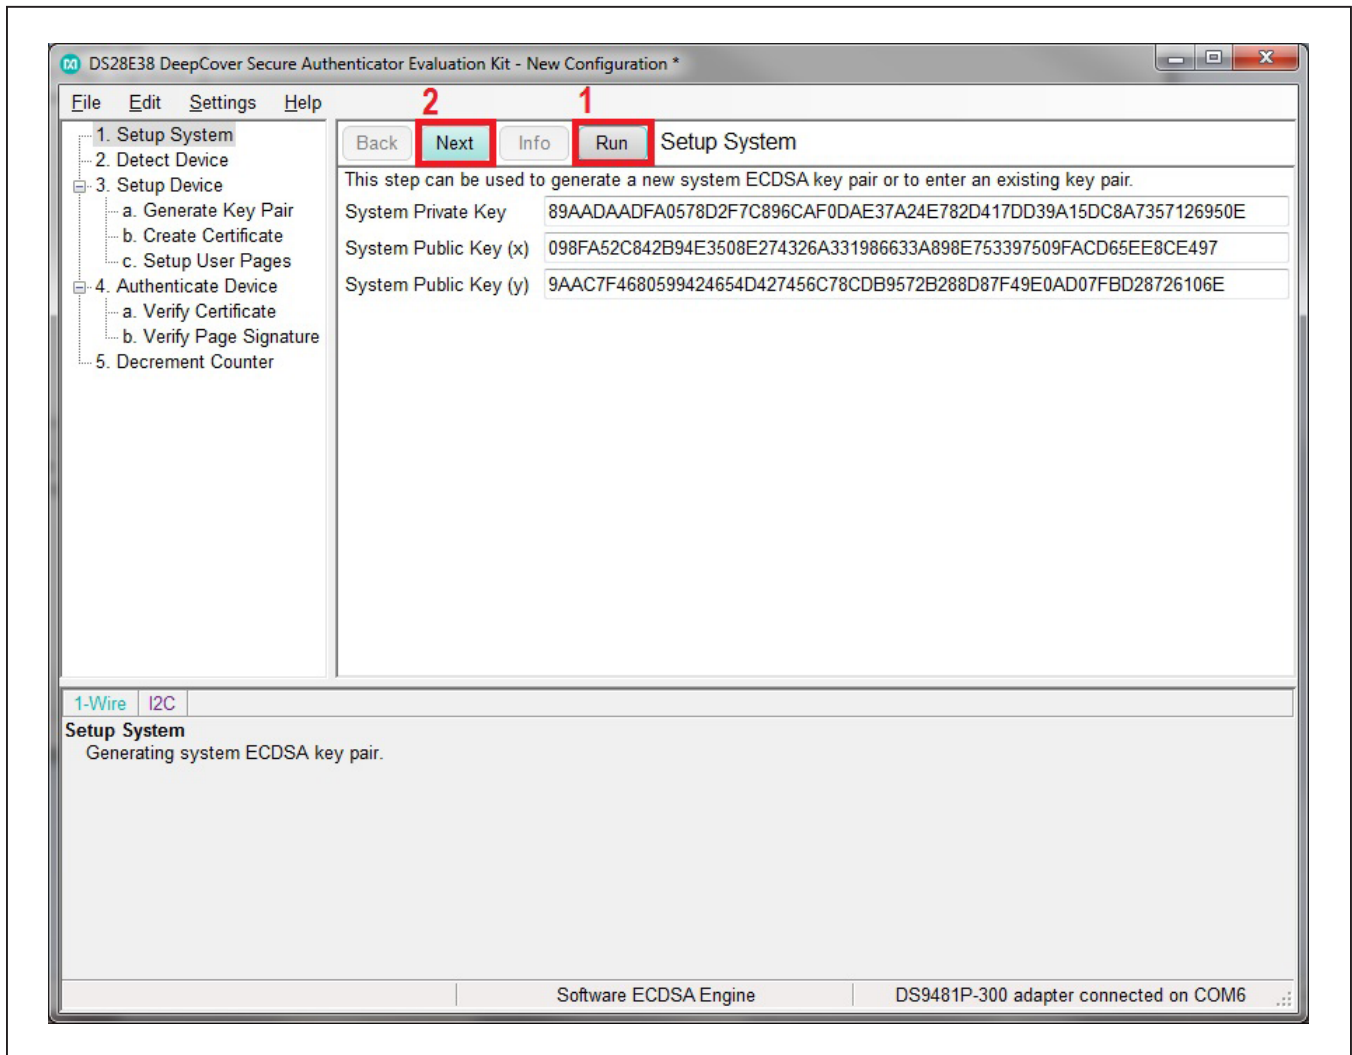 DS28E38 DeepCover Secure Authenticator Evaluation Kit - New Configuration *
File Edit Settings Help
2 1
Back Next Info Run Setup System
1. Setup System
2. Detect Device
3. Setup Device
a. Generate Key Pair
b. Create Certificate
c. Setup User Pages
4. Authenticate Device
a. Verify Certificate
b. Verify Page Signature
5. Decrement Counter
This step can be used to generate a new system ECDSA key pair or to enter an existing key pair.
System Private Key 89AADAADFA0578D2F7C896CAF0DAE37A24E782D417DD39A15DC8A7357126950E
System Public Key (x) 098FA52C842B94E3508E274326A331986633A898E753397509FACD65EE8CE497
System Public Key (y) 9AAC7F4680599424654D427456C78CDB9572B288D87F49E0AD07FBD28726106E
1-Wire I2C
Setup System
Generating system ECDSA key pair.
Software ECDSA Engine DS9481P-300 adapter connected on COM6